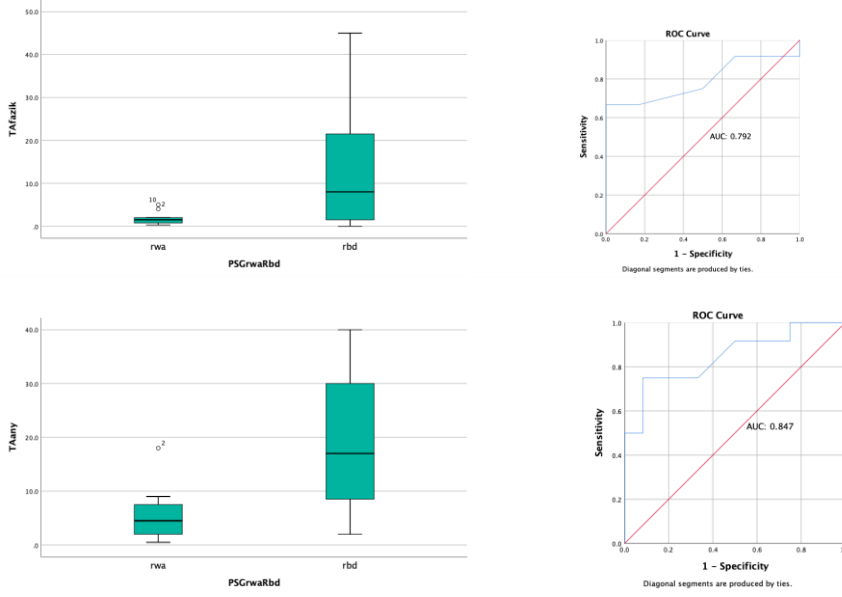 50.0
40.0
30.0
20.0
10.0
.0
TAfazik
10
2
rwa
rbd
PSGrwaRbd
ROC Curve
1.0
0.8
0.6
0.4
0.2
0.0
Sensitivity
AUC: 0.792
0.0 0.2 0.4 0.6 0.8 1.0
1 - Specificity
Diagonal segments are produced by ties.
40.0
30.0
20.0
10.0
.0
TAany
2
rwa
rbd
PSGrwaRbd
ROC Curve
1.0
0.8
0.6
0.4
0.2
0.0
Sensitivity
AUC: 0.847
0.0 0.2 0.4 0.6 0.8
1 - Specificity
Diagonal segments are produced by ties.